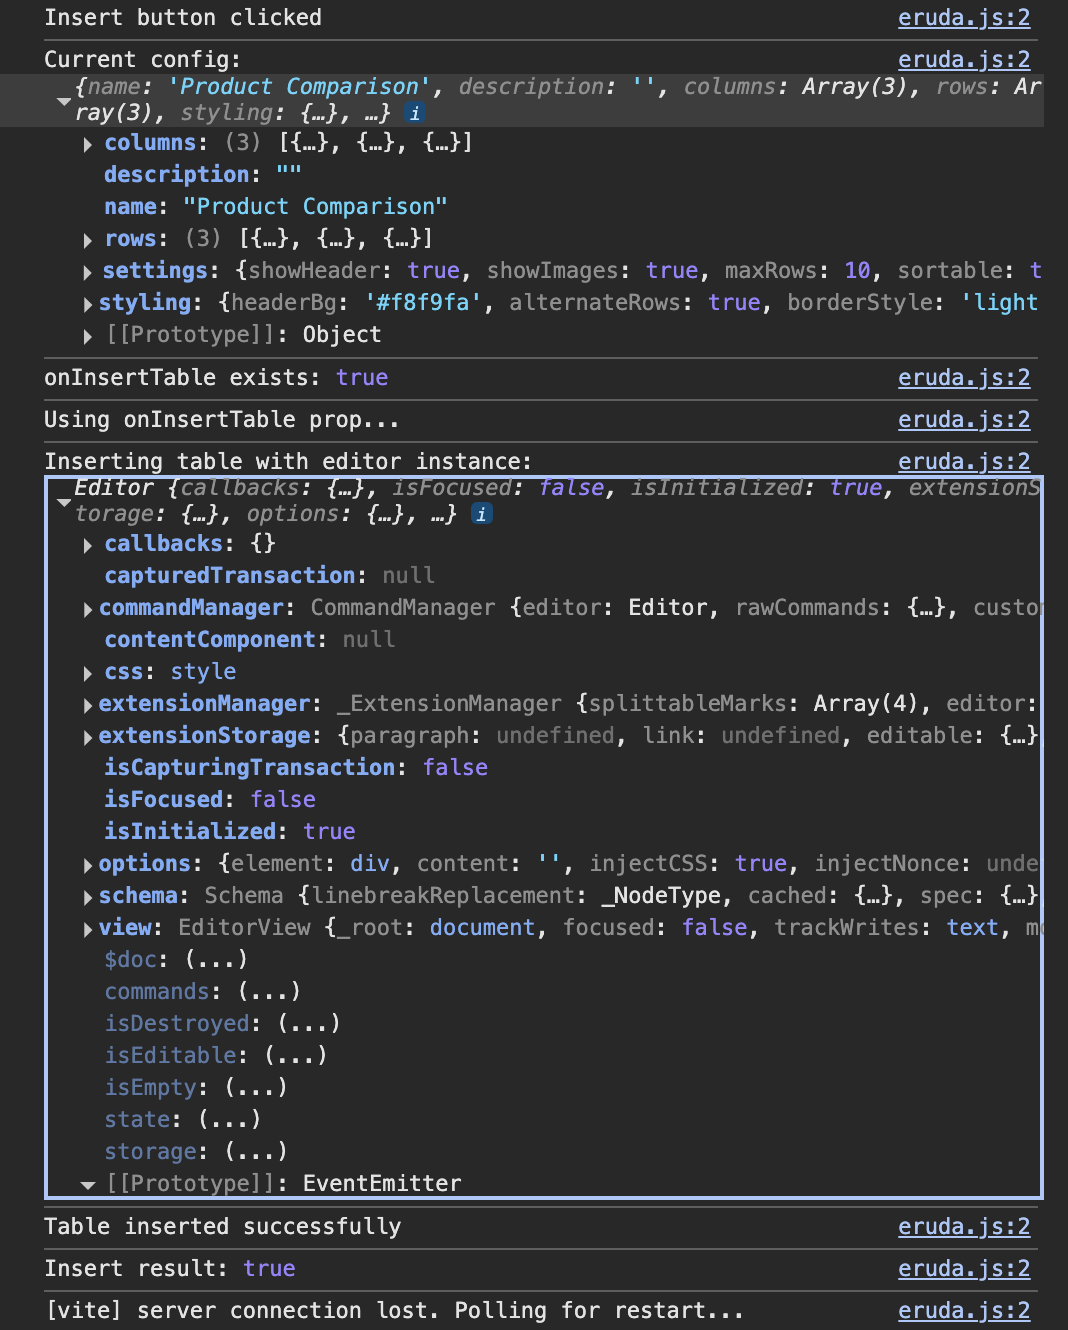 Insert button clicked eruda.js:2
Current config: eruda.js:2
{name: 'Product Comparison', description: '', columns: Array(3), rows: Ar
ray(3), styling: {…}, …} i
columns: (3) [{…}, {…}, {…}]
description: ""
name: "Product Comparison"
rows: (3) [{…}, {…}, {…}]
settings: {showHeader: true, showImages: true, maxRows: 10, sortable: t
styling: {headerBg: '#f8f9fa', alternateRows: true, borderStyle: 'light
[[Prototype]]: Object
onInsertTable exists: true eruda.js:2
Using onInsertTable prop... eruda.js:2
Inserting table with editor instance: eruda.js:2
Editor {callbacks: {…}, isFocused: false, isInitialized: true, extensionS
torage: {…}, options: {…}, …} i
callbacks: {}
capturedTransaction: null
commandManager: CommandManager {editor: Editor, rawCommands: {…}, custo
contentComponent: null
css: style
extensionManager: _ExtensionManager {splittableMarks: Array(4), editor:
extensionStorage: {paragraph: undefined, link: undefined, editable: {…}
isCapturingTransaction: false
isFocused: false
isInitialized: true
options: {element: div, content: '', injectCSS: true, injectNonce: unde
schema: Schema {linebreakReplacement: _NodeType, cached: {…}, spec: {…}
view: EditorView {_root: document, focused: false, trackWrites: text, m
$doc: (...)
commands: (...)
isDestroyed: (...)
isEditable: (...)
isEmpty: (...)
state: (...)
storage: (...)
[[Prototype]]: EventEmitter
Table inserted successfully eruda.js:2
Insert result: true eruda.js:2
[vite] server connection lost. Polling for restart... eruda.js:2